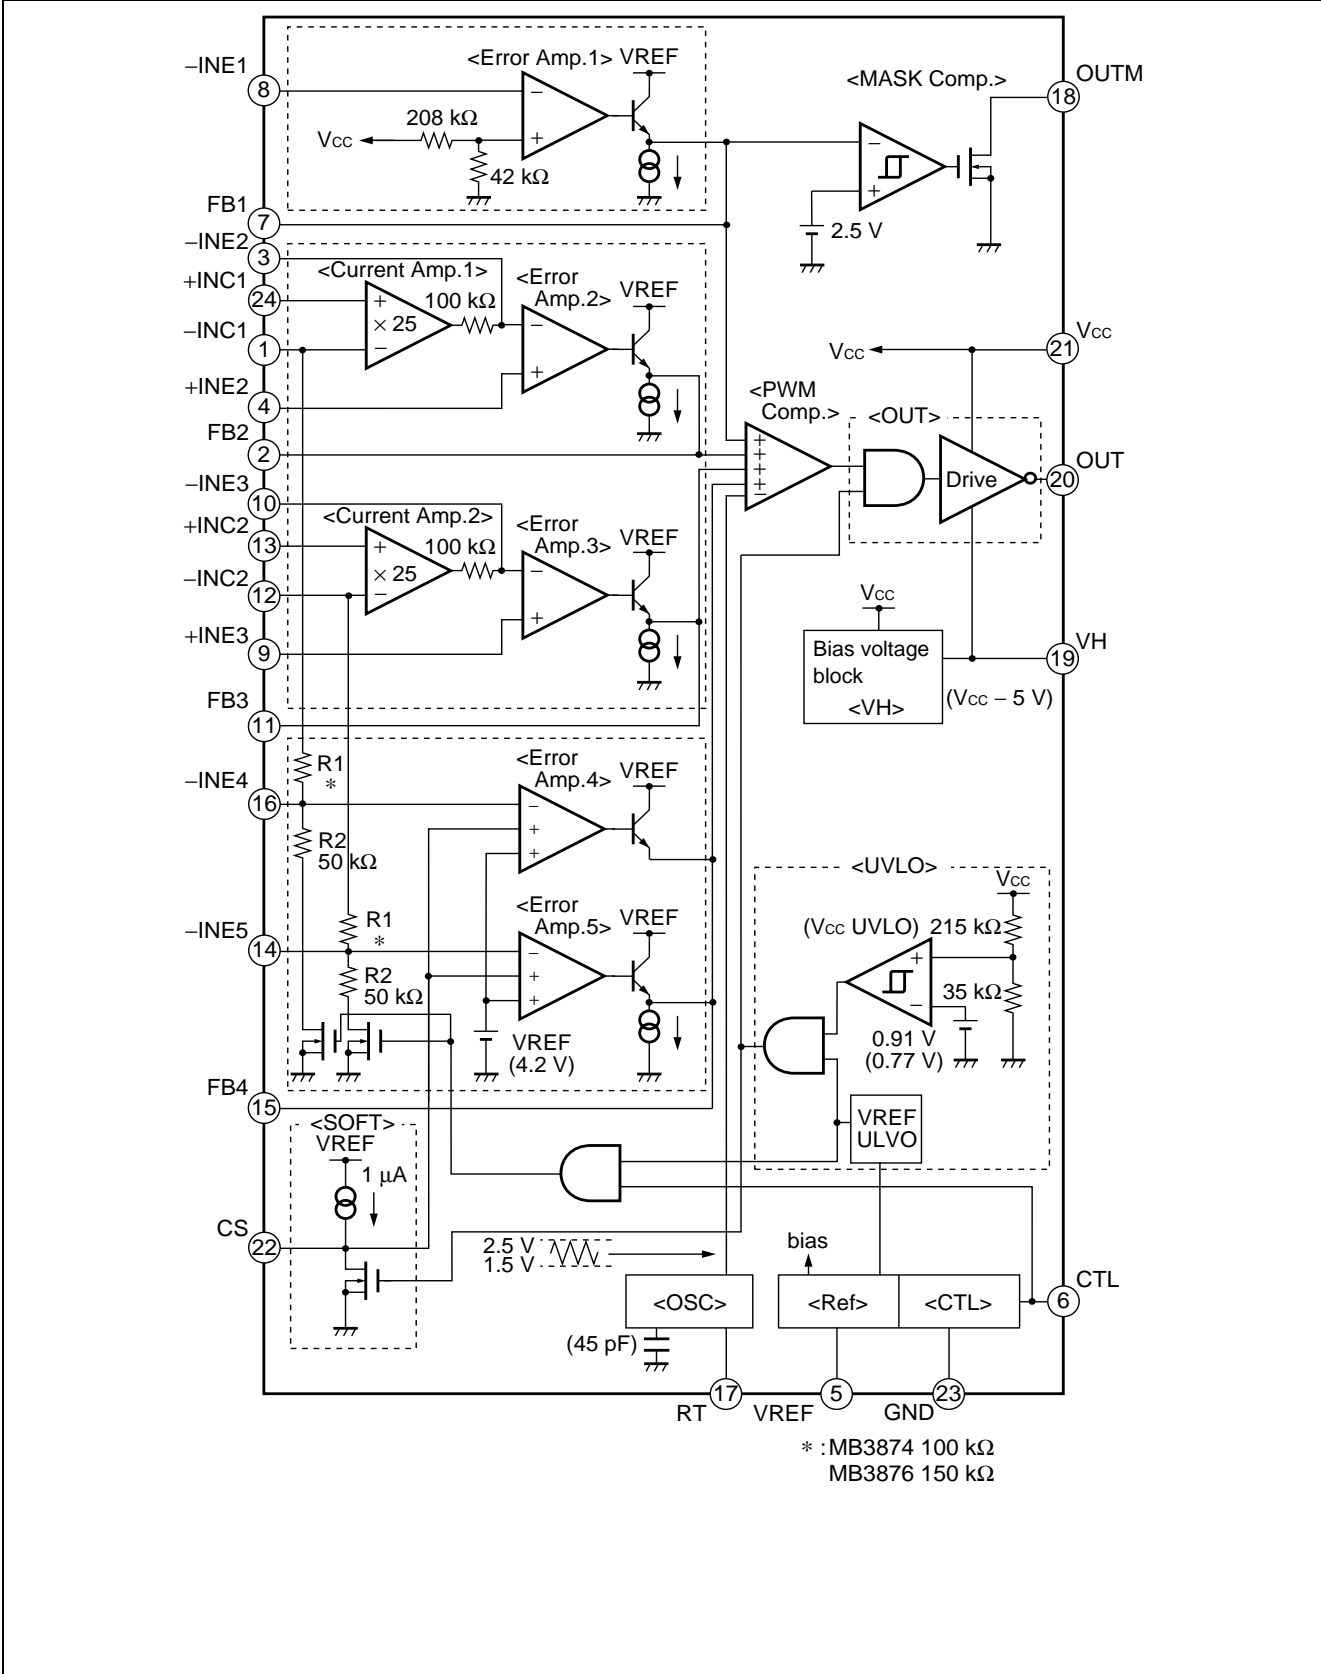 <Error Amp.1> VREF
−INE1
8
−
+
208 kΩ
VCC
42 kΩ
<MASK Comp.>
OUTM
18
−
+
2.5 V
FB1
7
−INE2
3
+INC1
24
−INC1
1
+INE2
4
FB2
2
<Current Amp.1>
+
× 25
−
100 kΩ
<Error
Amp.2>
VREF
−
+
VCC
VCC
21
<PWM
Comp.>
+
+
+
+
−
<OUT>
Drive
OUT
20
−INE3
10
+INC2
13
−INC2
12
+INE3
9
FB3
11
<Current Amp.2>
+
× 25
−
100 kΩ
<Error
Amp.3>
VREF
−
+
VCC
Bias voltage
block
<VH>
VH
19
(VCC − 5 V)
R1
*
−INE4
16
R2
50 kΩ
<Error
Amp.4>
VREF
−
+
+
−INE5
14
R1
*
R2
50 kΩ
<Error
Amp.5>
VREF
−
+
+
VREF
(4.2 V)
<UVLO>
VCC
(VCC UVLO)
215 kΩ
+
−
35 kΩ
0.91 V
(0.77 V)
VREF
ULVO
FB4
15
<SOFT>
VREF
1 µA
CS
22
2.5 V
1.5 V
bias
<OSC>
(45 pF)
<Ref>
<CTL>
CTL
6
17
5
23
RT
VREF
GND
* : MB3874 100 kΩ
MB3876 150 kΩ